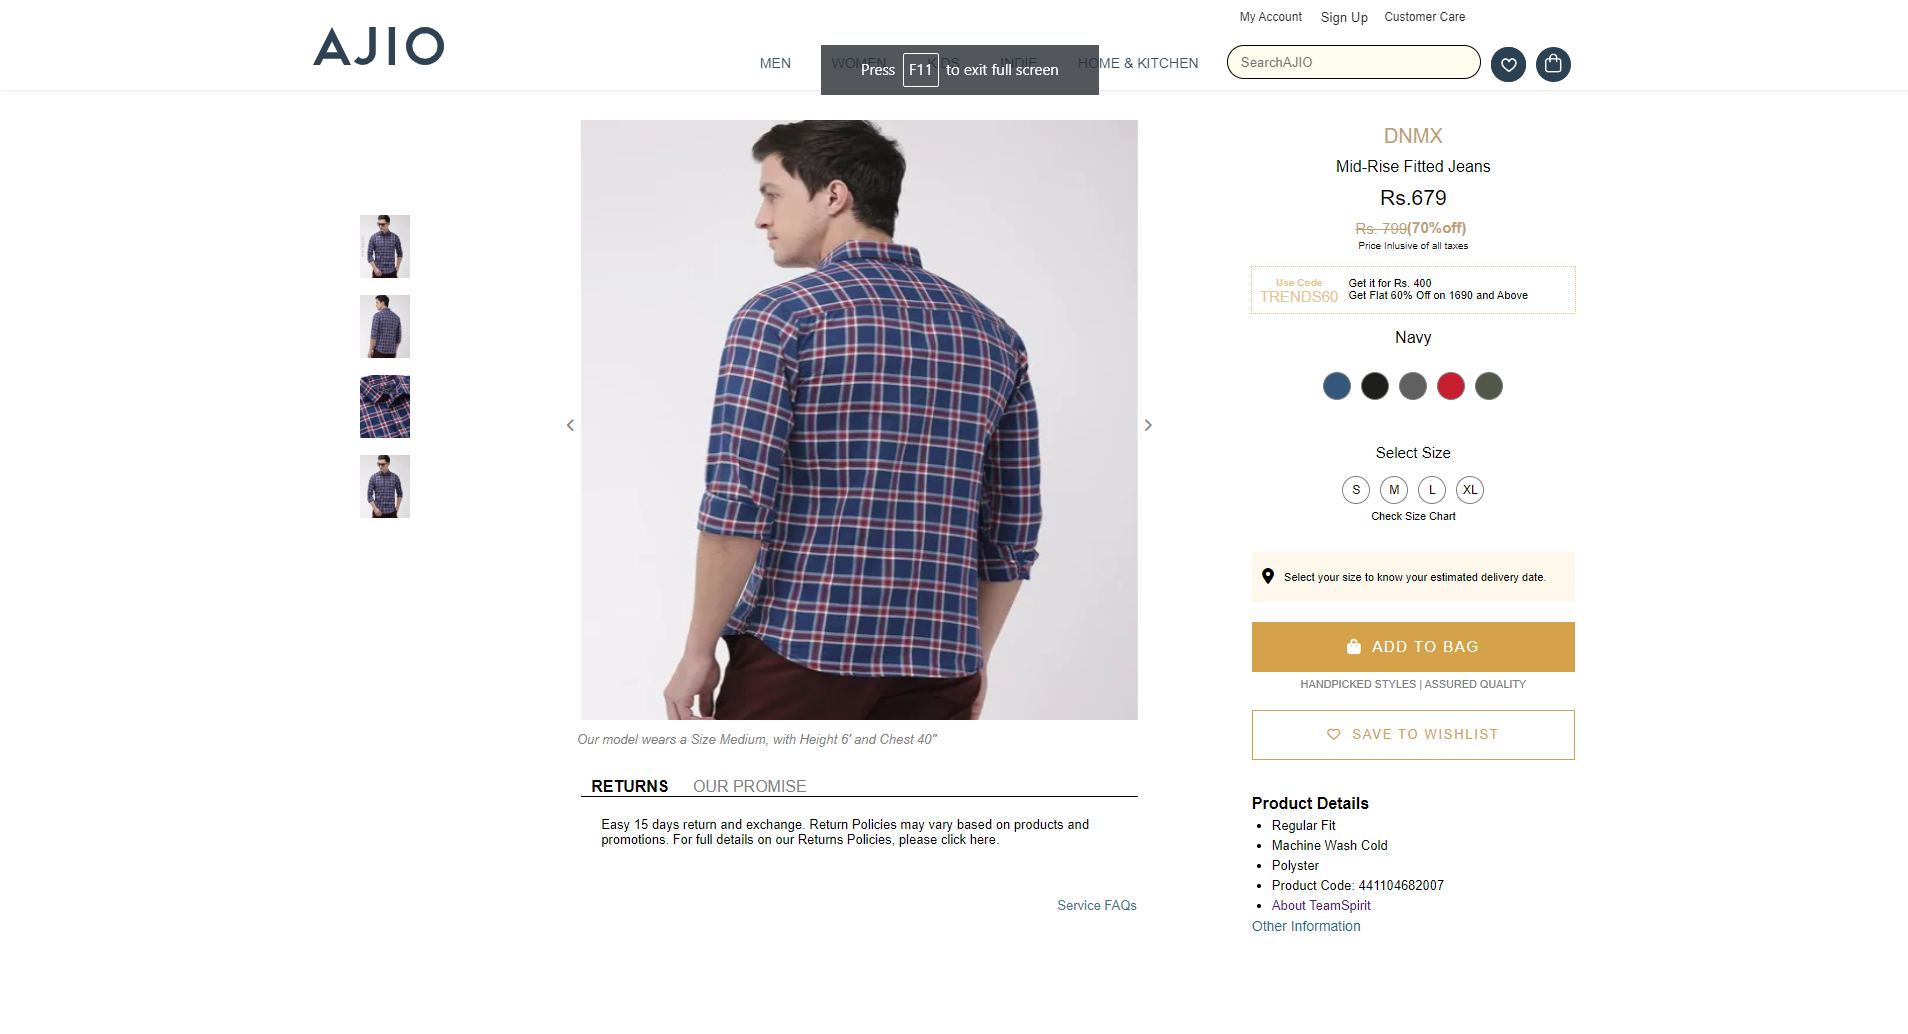 My Account Sign Up Customer Care
AJIO
MEN WOMEN KIDS INDIE HOME & KITCHEN
SearchAJIO
Press F11 to exit full screen
DNMX
Mid-Rise Fitted Jeans
Rs.679
Rs. 799(70%off)
Price Inlusive of all taxes
Use Code
TRENDS60
Get it for Rs. 400
Get Flat 60% Off on 1690 and Above
Navy
Select Size
S M L XL
Check Size Chart
Select your size to know your estimated delivery date.
ADD TO BAG
HANDPICKED STYLES | ASSURED QUALITY
SAVE TO WISHLIST
Our model wears a Size Medium, with Height 6' and Chest 40"
RETURNS OUR PROMISE
Easy 15 days return and exchange. Return Policies may vary based on products and
promotions. For full details on our Returns Policies, please click here.
Service FAQs
Product Details
Regular Fit
Machine Wash Cold
Polyster
Product Code: 441104682007
About TeamSpirit
Other Information